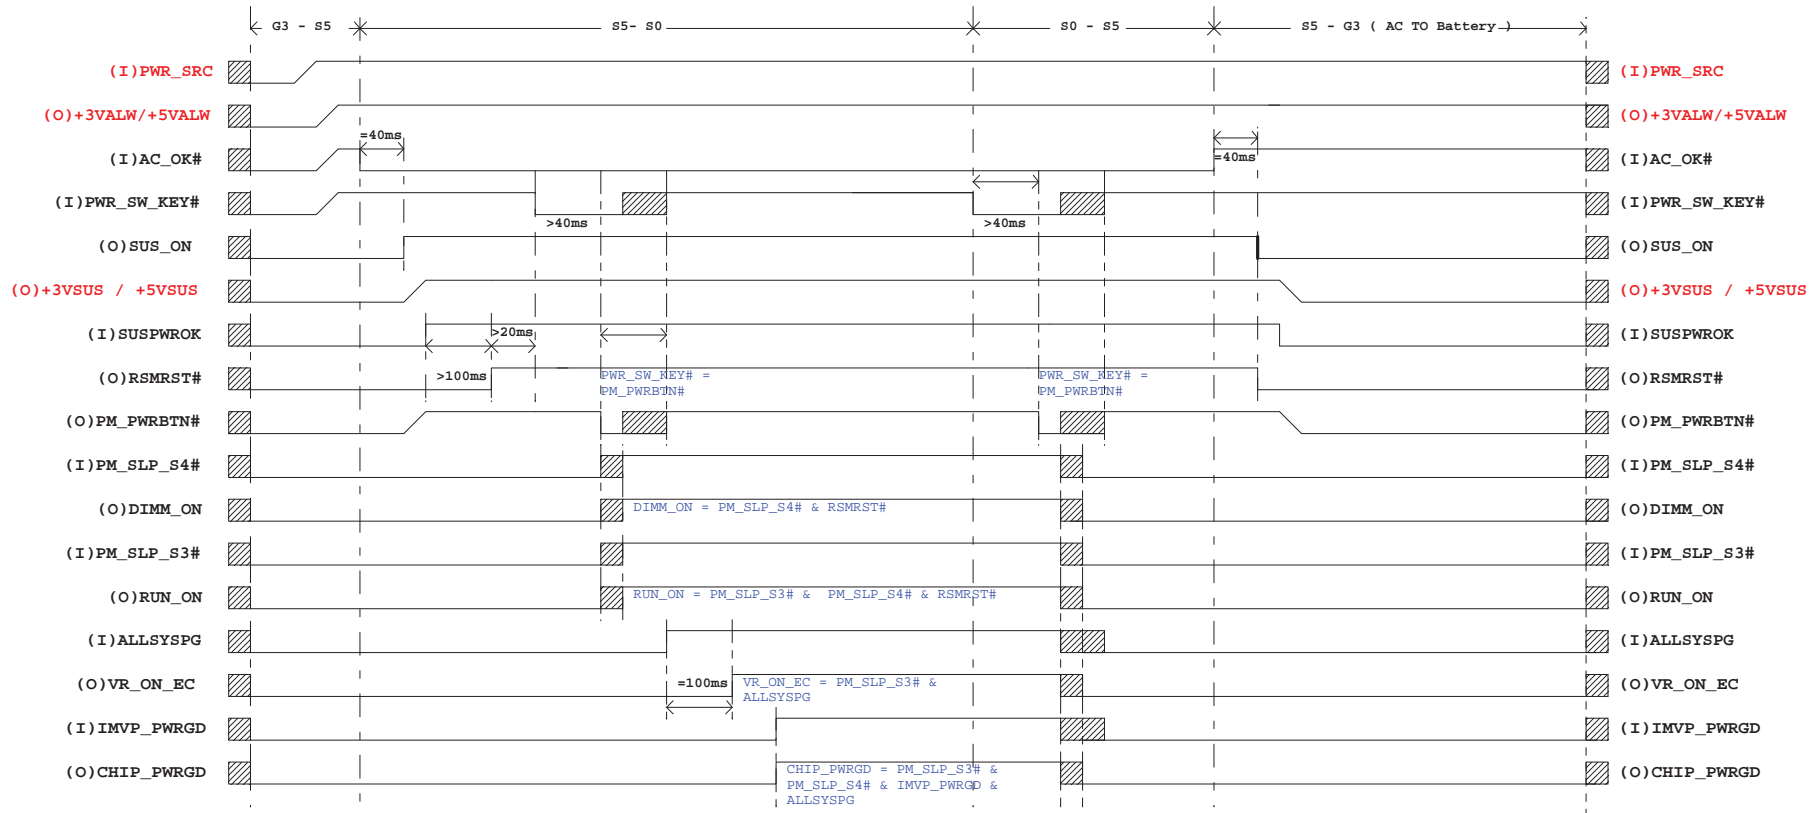 G3 - S5
S5- S0
S0 - S5
S5 - G3 ( AC TO Battery )
(I)PWR_SRC
(I)PWR_SRC
(O)+3VALW/+5VALW
(O)+3VALW/+5VALW
=40ms
(I)AC_OK#
=40ms
(I)AC_OK#
(I)PWR_SW_KEY#
(I)PWR_SW_KEY#
>40ms
>40ms
(O)SUS_ON
(O)SUS_ON
(O)+3VSUS / +5VSUS
(O)+3VSUS / +5VSUS
(I)SUSPWROK
>20ms
(I)SUSPWROK
(O)RSMRST#
>100ms
PWR_SW_KEY# =
PM_PWRBTN#
PWR_SW_KEY# =
PM_PWRBTN#
(O)RSMRST#
(O)PM_PWRBTN#
(O)PM_PWRBTN#
(I)PM_SLP_S4#
(I)PM_SLP_S4#
(O)DIMM_ON
DIMM_ON = PM_SLP_S4# & RSMRST#
(O)DIMM_ON
(I)PM_SLP_S3#
(I)PM_SLP_S3#
(O)RUN_ON
RUN_ON = PM_SLP_S3# & PM_SLP_S4# & RSMRST#
(O)RUN_ON
(I)ALLSYSPG
(I)ALLSYSPG
(O)VR_ON_EC
=100ms
VR_ON_EC = PM_SLP_S3# &
ALLSYSPG
(O)VR_ON_EC
(I)IMVP_PWRGD
(I)IMVP_PWRGD
(O)CHIP_PWRGD
CHIP_PWRGD = PM_SLP_S3# &
PM_SLP_S4# & IMVP_PWRGD &
ALLSYSPG
(O)CHIP_PWRGD